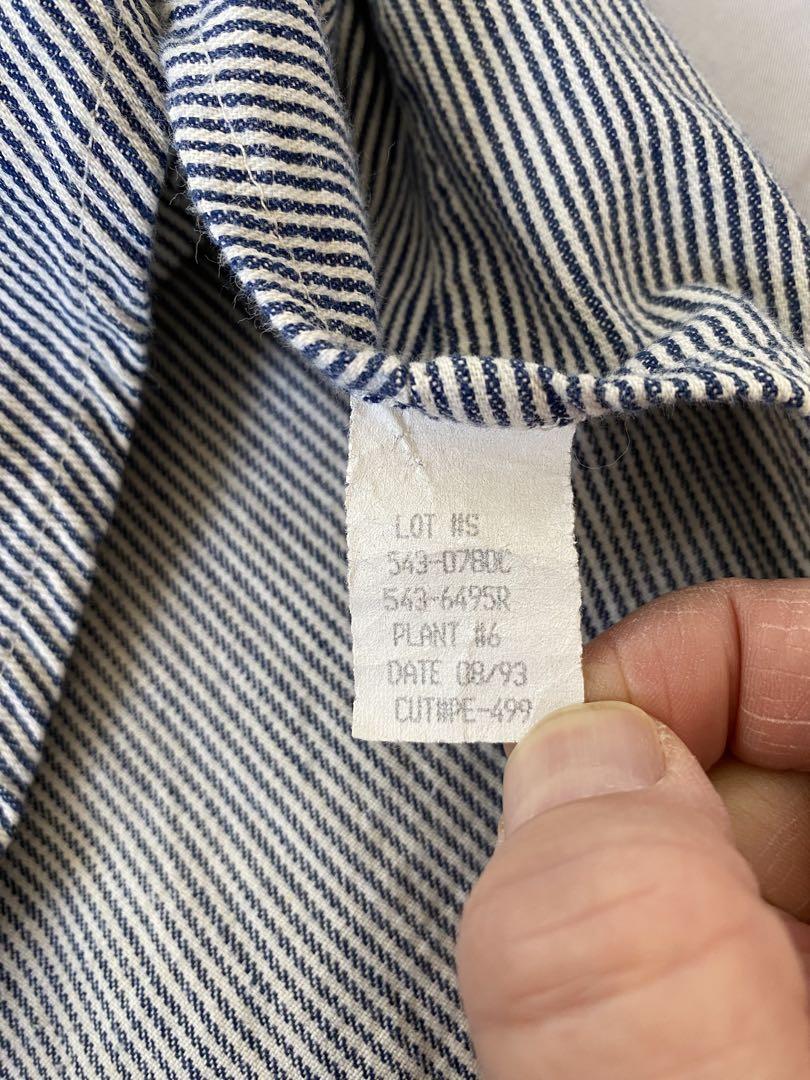 LOT #S
543-0780C
543-6495R
PLANT #6
DATE 08/93
CUT#PE-499